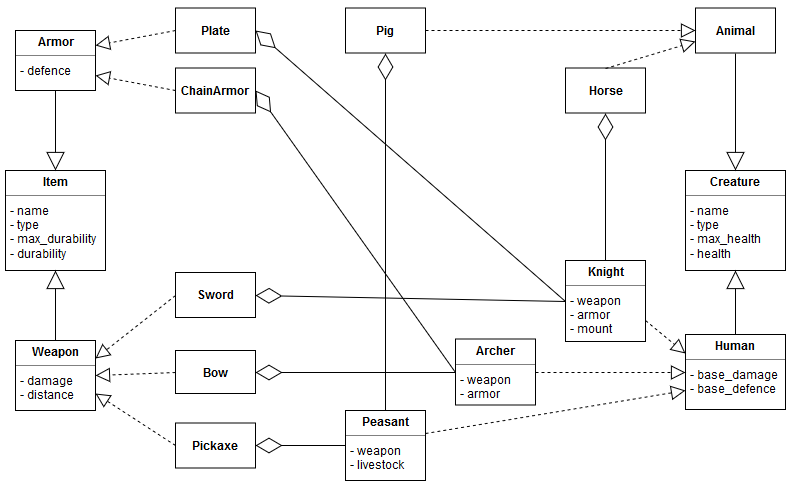 Armor
- defence
Plate
Pig
Animal
ChainArmor
Horse
Item
- name
- type
- max_durability
- durability
Creature
- name
- type
- max_health
- health
Sword
Knight
- weapon
- armor
- mount
Weapon
- damage
- distance
Bow
Archer
- weapon
- armor
Human
- base_damage
- base_defence
Pickaxe
Peasant
- weapon
- livestock